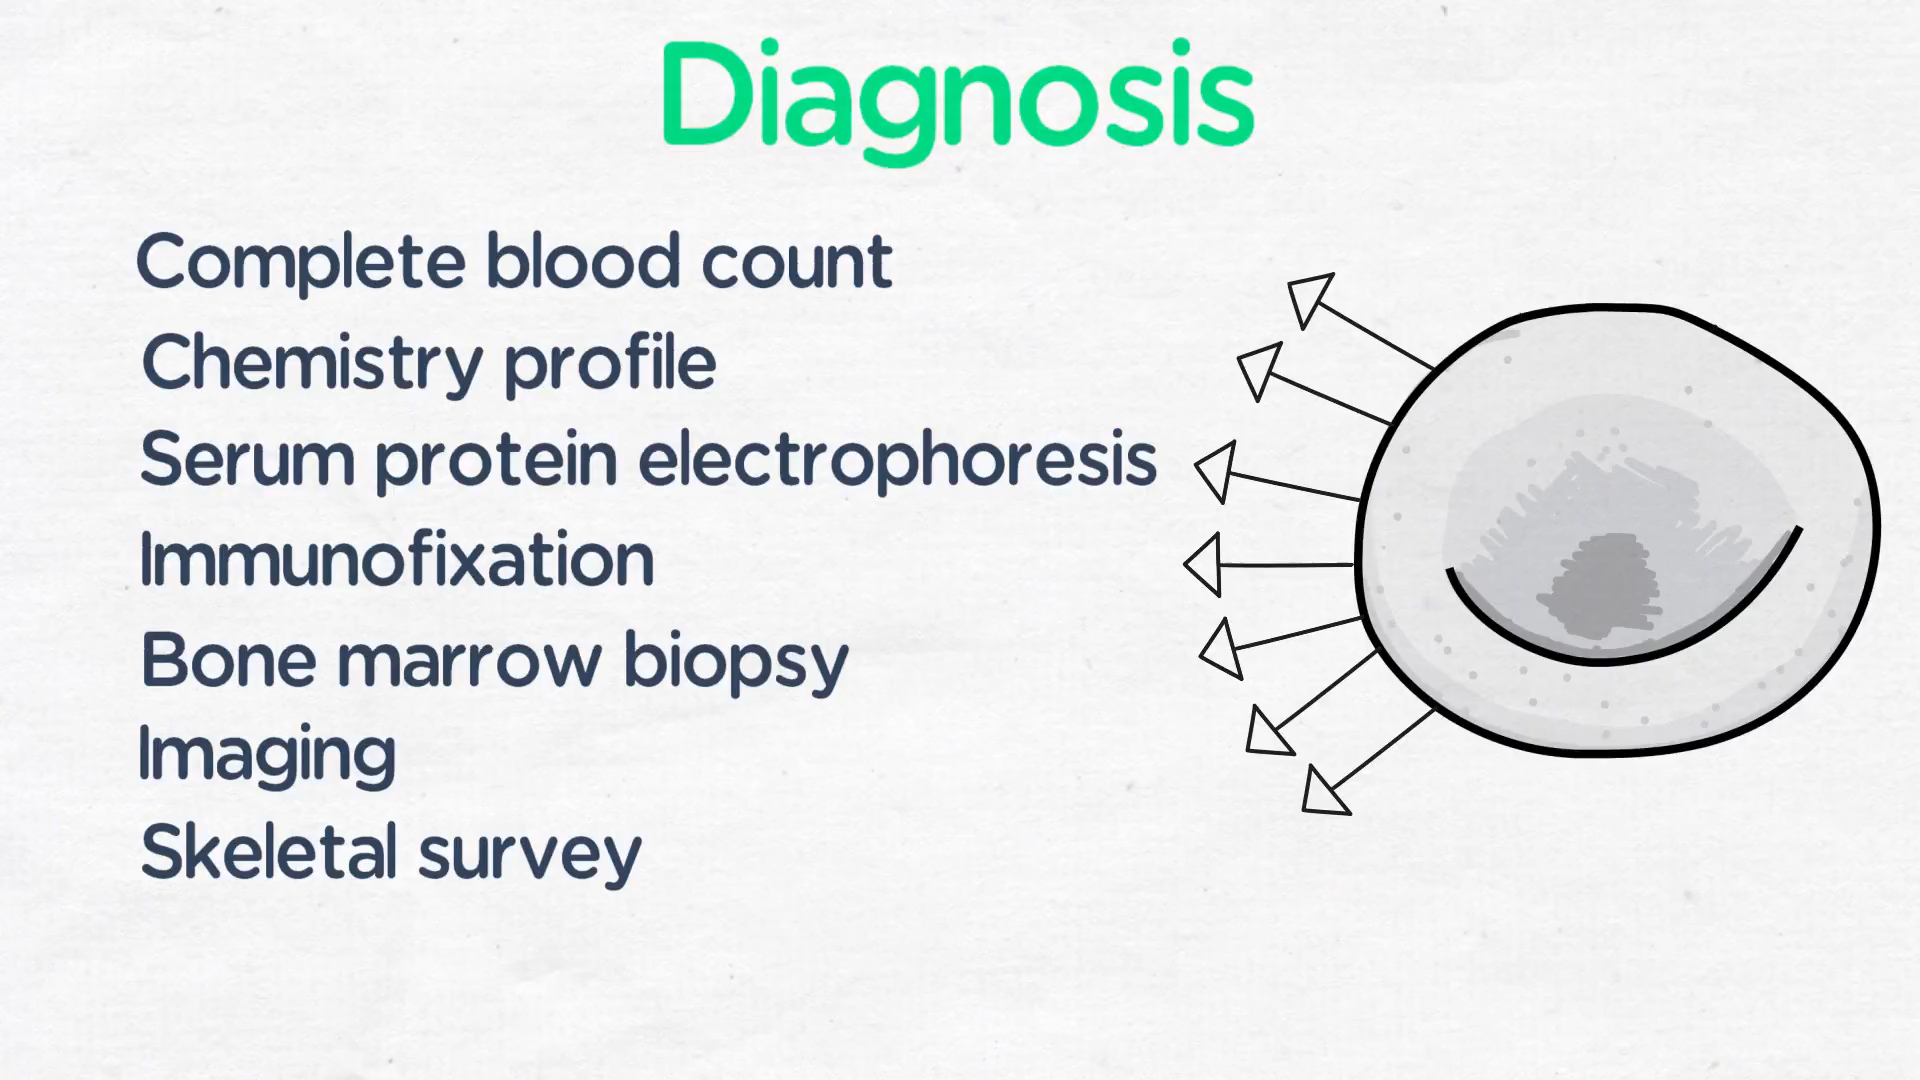 Diagnosis
Complete blood count
Chemistry profile
Serum protein electrophoresis
Immunofixation
Bone marrow biopsy
Imaging
Skeletal survey